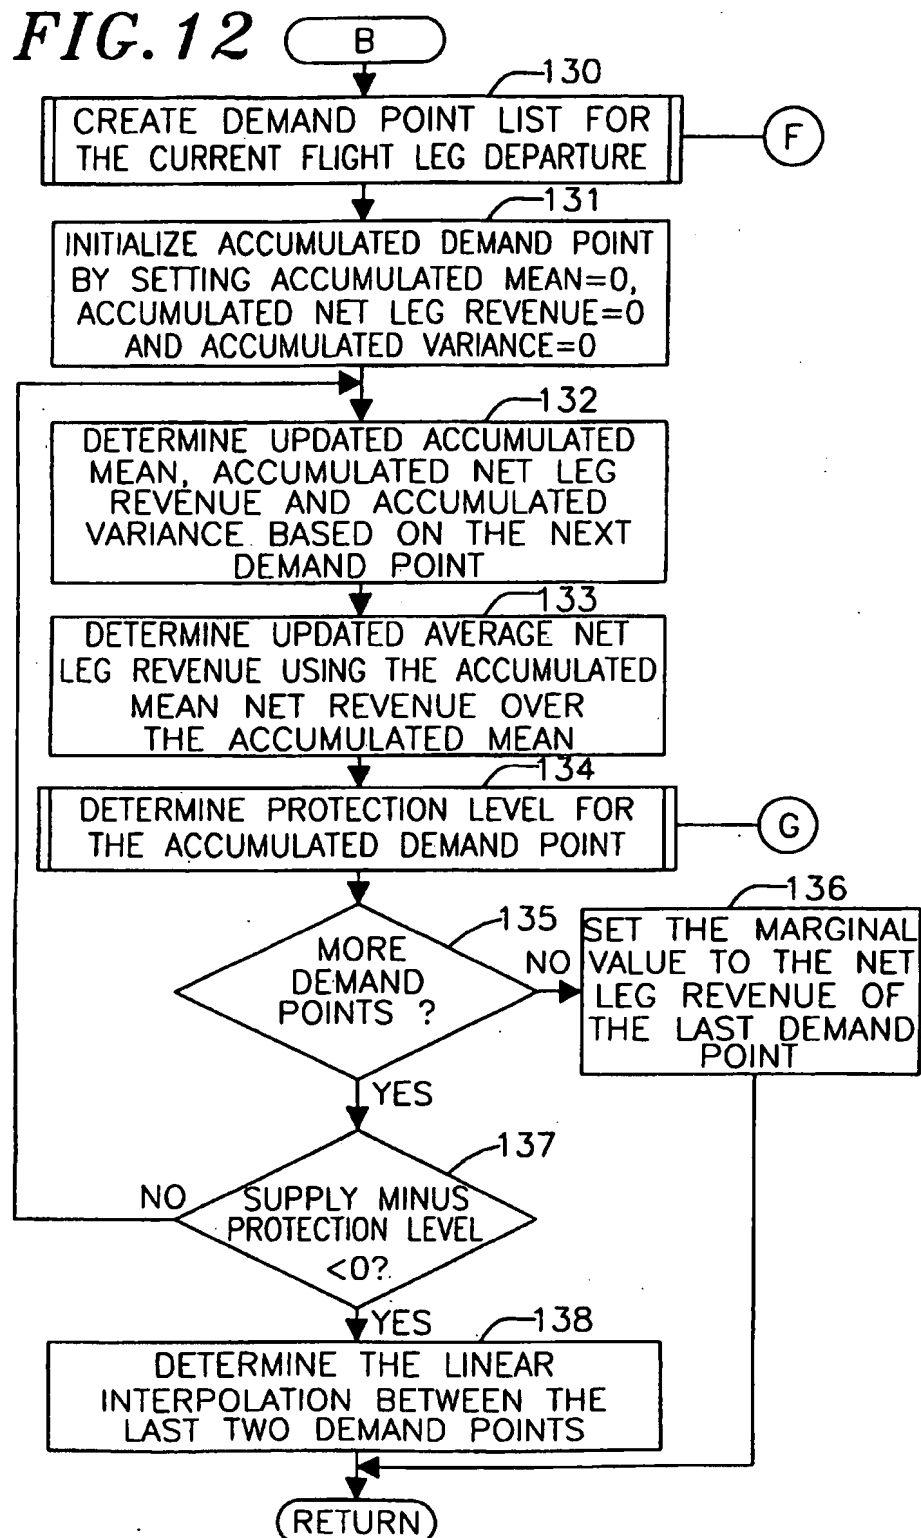 FIG. 12
B
130
CREATE DEMAND POINT LIST FOR
THE CURRENT FLIGHT LEG DEPARTURE
F
131
INITIALIZE ACCUMULATED DEMAND POINT
BY SETTING ACCUMULATED MEAN=0,
ACCUMULATED NET LEG REVENUE=0
AND ACCUMULATED VARIANCE=0
132
DETERMINE UPDATED ACCUMULATED
MEAN, ACCUMULATED NET LEG
REVENUE AND ACCUMULATED
VARIANCE BASED ON THE NEXT
DEMAND POINT
133
DETERMINE UPDATED AVERAGE NET
LEG REVENUE USING THE ACCUMULATED
MEAN NET REVENUE OVER
THE ACCUMULATED MEAN
134
DETERMINE PROTECTION LEVEL FOR
THE ACCUMULATED DEMAND POINT
G
135
MORE
DEMAND
POINTS ?
NO
136
SET THE MARGINAL
VALUE TO THE NET
LEG REVENUE OF
THE LAST DEMAND
POINT
YES
137
NO
SUPPLY MINUS
PROTECTION LEVEL
<0?
YES
138
DETERMINE THE LINEAR
INTERPOLATION BETWEEN THE
LAST TWO DEMAND POINTS
RETURN